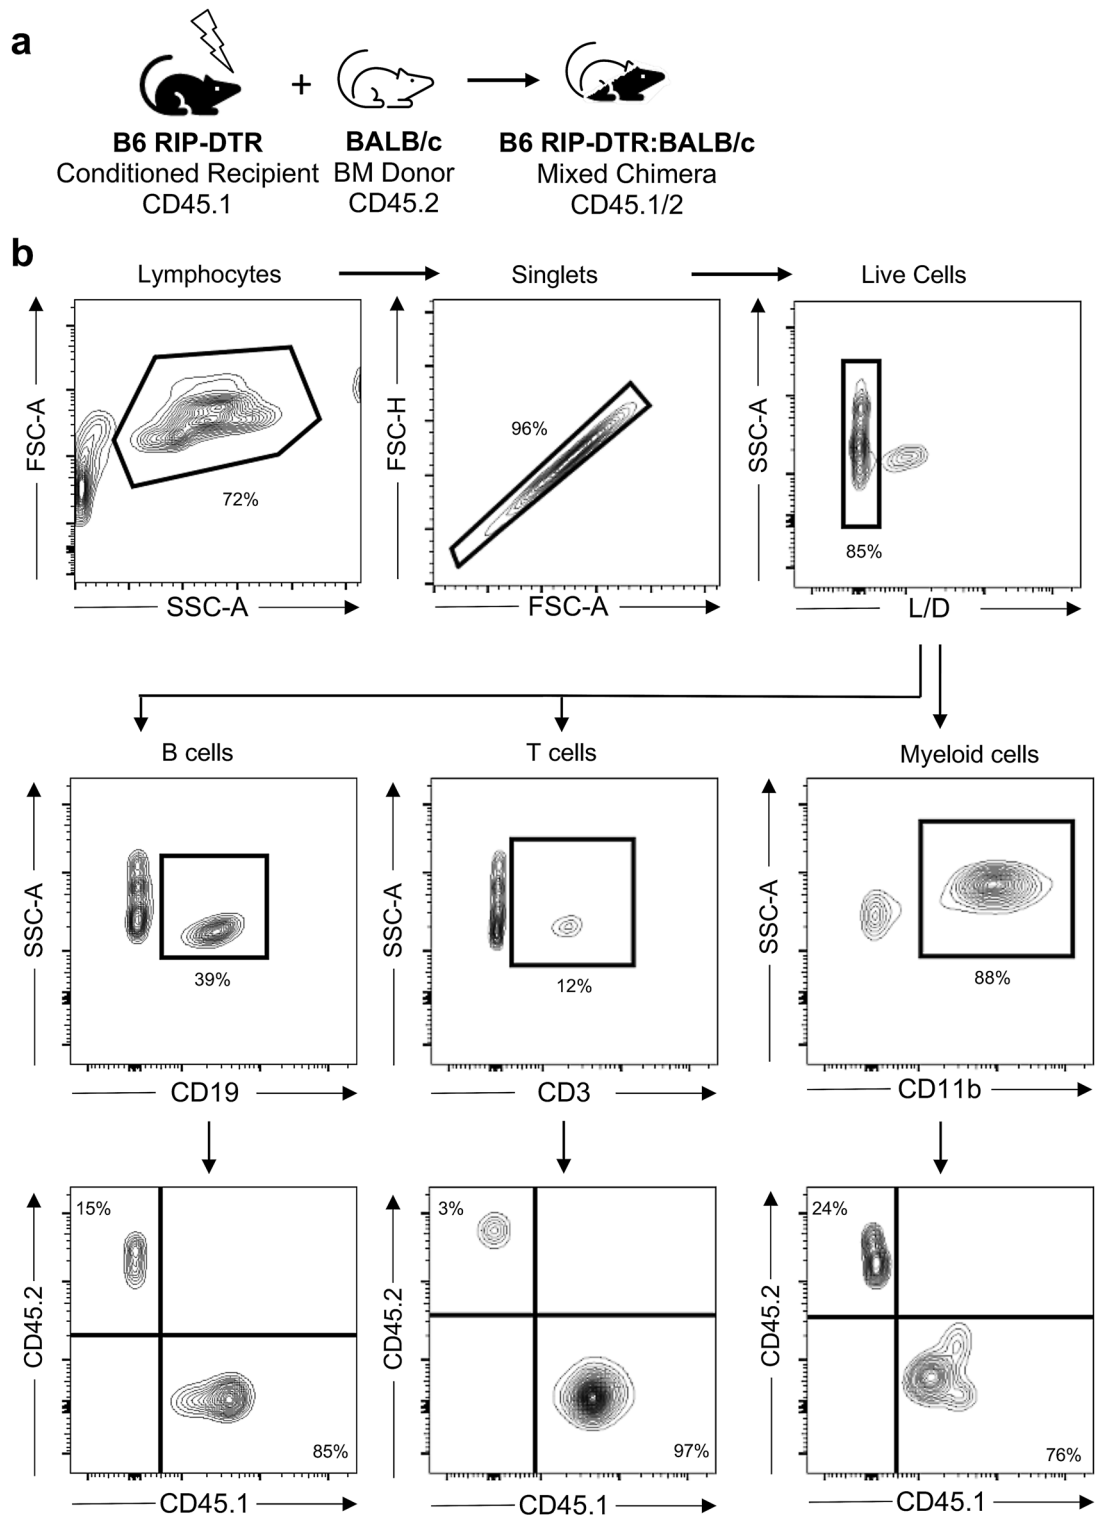 a
+
B6 RIP-DTR
Conditioned Recipient
CD45.1
BALB/c
BM Donor
CD45.2
B6 RIP-DTR:BALB/c
Mixed Chimera
CD45.1/2
b
Lymphocytes
Singlets
Live Cells
FSC-A
72%
SSC-A
FSC-H
96%
FSC-A
SSC-A
85%
L/D
B cells
T cells
Myeloid cells
SSC-A
39%
CD19
SSC-A
12%
CD3
SSC-A
88%
CD11b
CD45.2
15%
85%
CD45.1
CD45.2
3%
97%
CD45.1
CD45.2
24%
76%
CD45.1